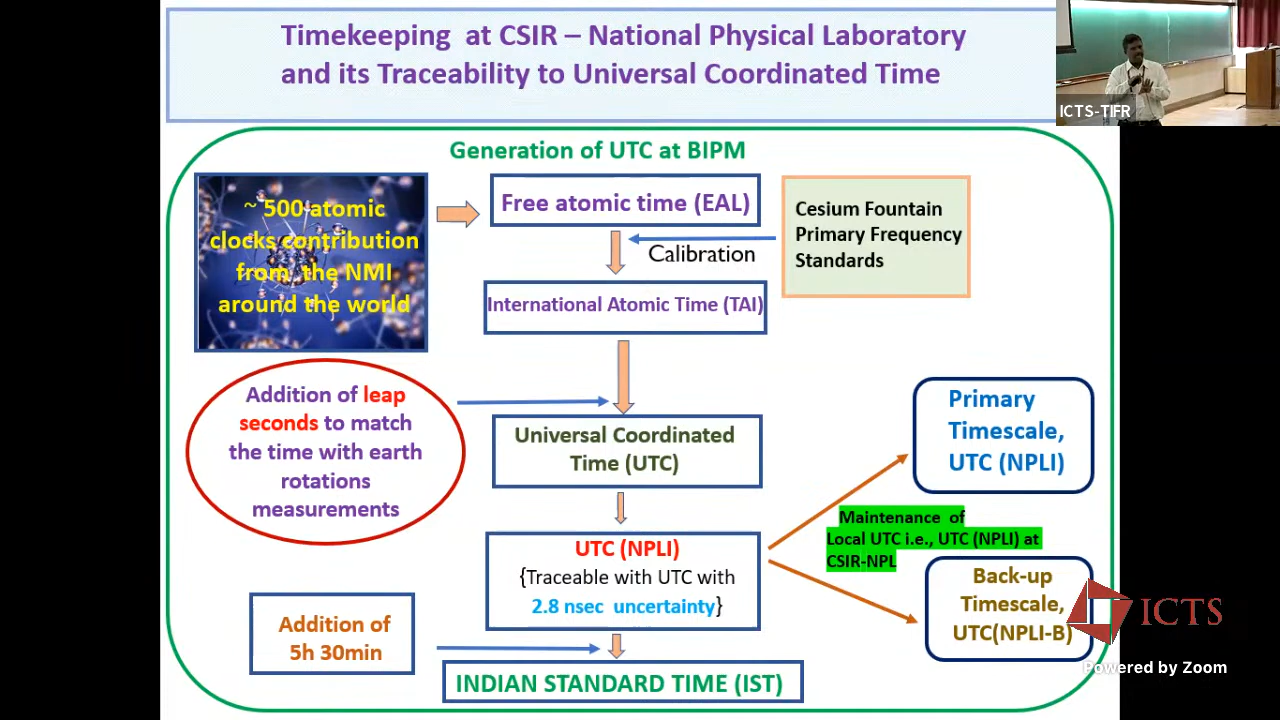 Timekeeping at CSIR – National Physical Laboratory
and its Traceability to Universal Coordinated Time
ICTS-TIFR
Generation of UTC at BIPM
~ 500 atomic
clocks contribution
from the NMI
around the world
Free atomic time (EAL)
Cesium Fountain
Primary Frequency
Standards
Calibration
International Atomic Time (TAI)
Addition of leap
seconds to match
the time with earth
rotations
measurements
Universal Coordinated
Time (UTC)
Primary
Timescale,
UTC (NPLI)
UTC (NPLI)
{Traceable with UTC with
2.8 nsec uncertainty}
Maintenance of
Local UTC i.e., UTC (NPLI) at
CSIR-NPL
Back-up
Timescale,
UTC(NPLI-B)
Addition of
5h 30min
INDIAN STANDARD TIME (IST)
ICTS
Powered by Zoom